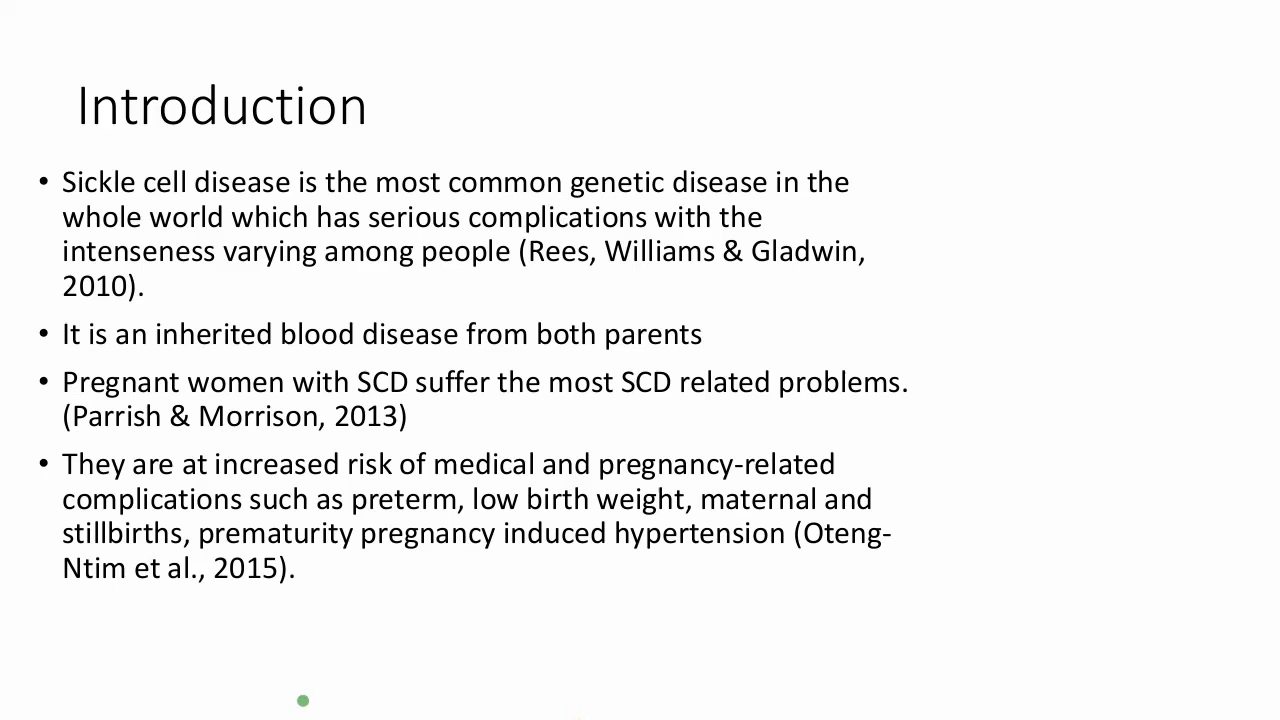 Introduction
• Sickle cell disease is the most common genetic disease in the
whole world which has serious complications with the
intenseness varying among people (Rees, Williams & Gladwin,
2010).
• It is an inherited blood disease from both parents
• Pregnant women with SCD suffer the most SCD related problems.
(Parrish & Morrison, 2013)
• They are at increased risk of medical and pregnancy-related
complications such as preterm, low birth weight, maternal and
stillbirths, prematurity pregnancy induced hypertension (Oteng-
Ntim et al., 2015).